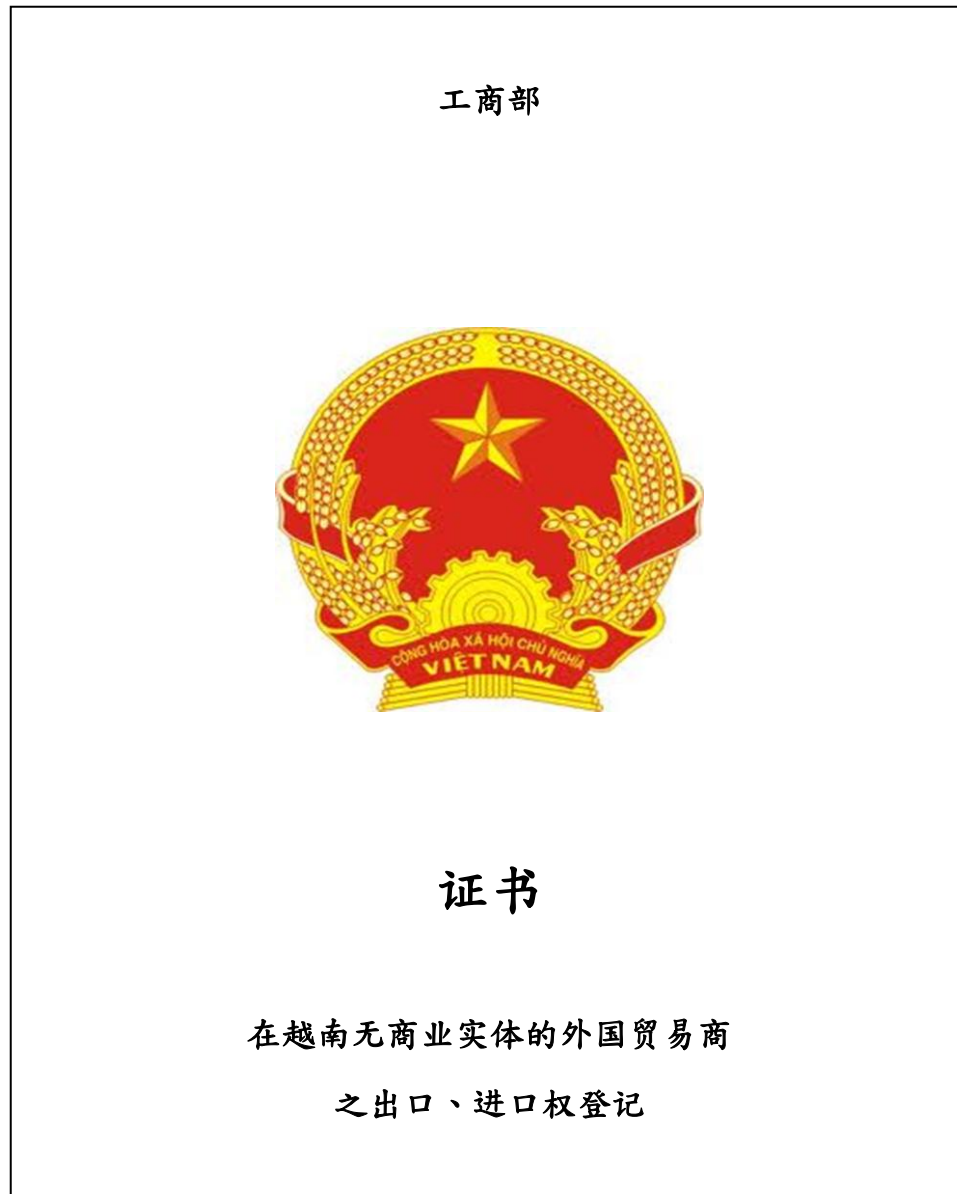 工商部
CỘNG HÒA XÃ HỘI CHỦ NGHĨA
VIỆT NAM
证书
在越南无商业实体的外国贸易商
之出口、进口权登记